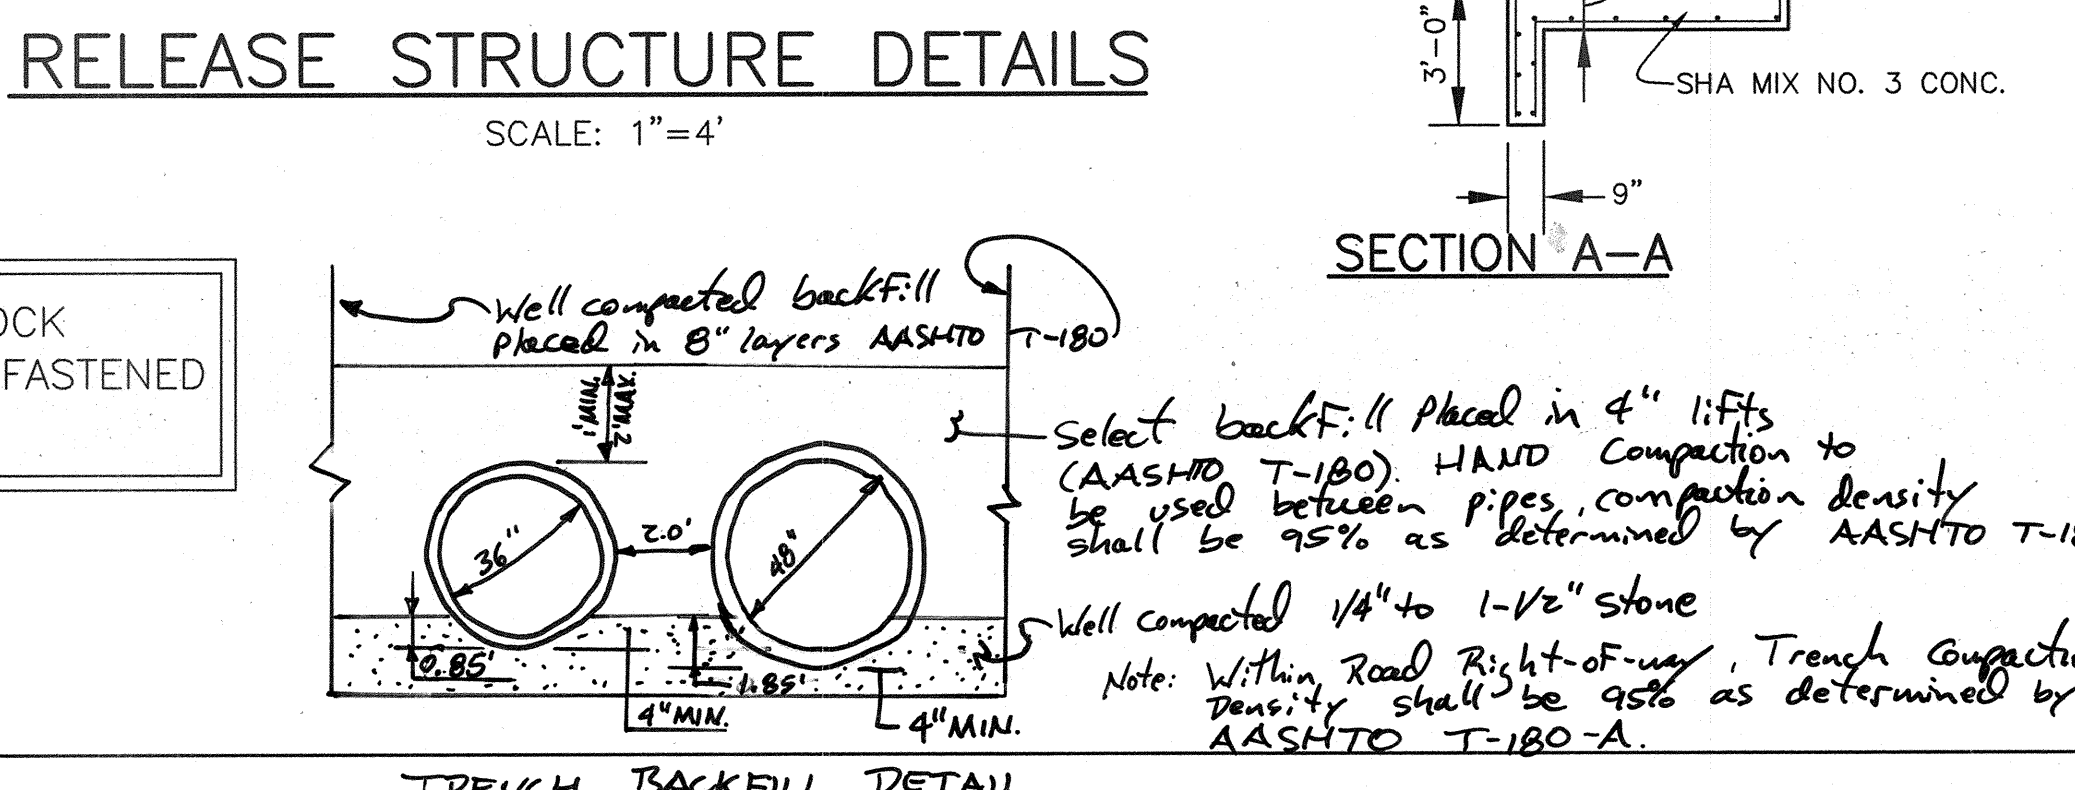 RELEASE STRUCTURE DETAILS
SCALE: 1"=4'
3'-0"
SHA MIX NO. 3 CONC.
9"
SECTION A-A
OCK
FASTENED
Well compacted backfill
placed in 8" layers AASHTO T-180
1' MIN.
2' MAX.
36"
2.0'
48"
0.85'
1.85'
4" MIN.
4" MIN.
Select backfill placed in 4" lifts
(AASHTO T-180). HAND Compaction to
be used between pipes, compaction density
shall be 95% as determined by AASHTO T-18
Well compacted 1/4" to 1-1/2" stone
Note: Within Road Right-of-way, Trench Compacti
Density shall be 95% as determined by
AASHTO T-180-A.
TRENCH BACKFILL DETAIL